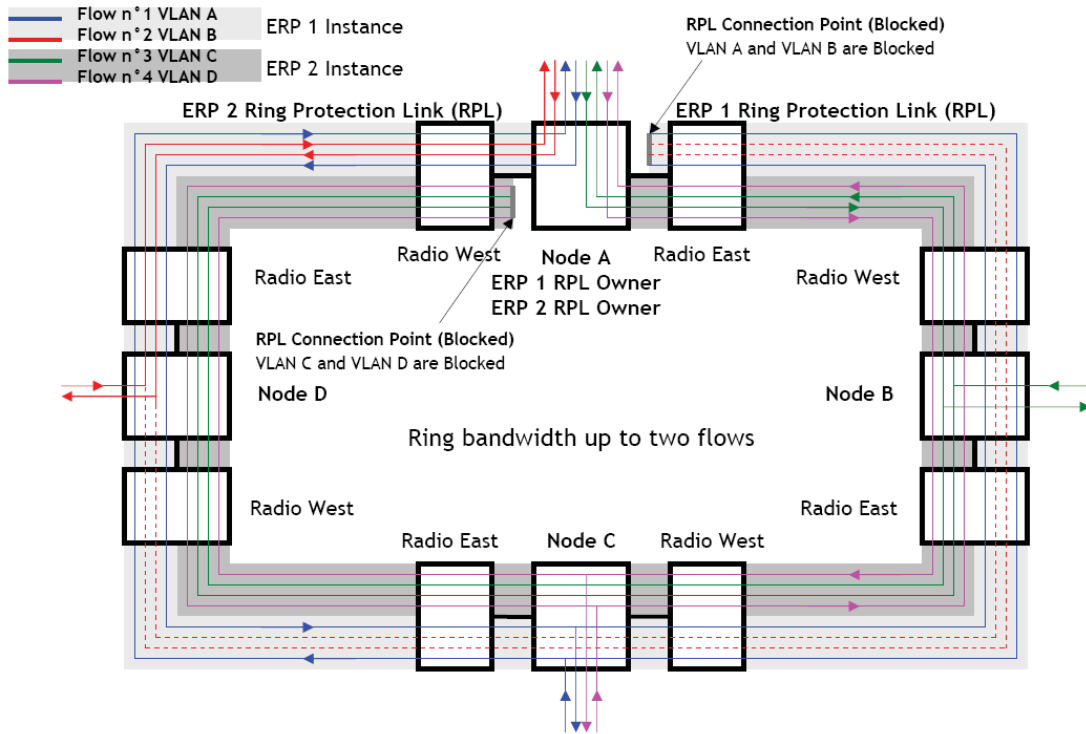 Flow n°1 VLAN A
Flow n°2 VLAN B
ERP 1 Instance
Flow n°3 VLAN C
Flow n°4 VLAN D
ERP 2 Instance
RPL Connection Point (Blocked)
VLAN A and VLAN B are Blocked
ERP 2 Ring Protection Link (RPL)
ERP 1 Ring Protection Link (RPL)
Radio West
Node A
ERP 1 RPL Owner
ERP 2 RPL Owner
Radio East
Radio East
Radio West
RPL Connection Point (Blocked)
VLAN C and VLAN D are Blocked
Node D
Node B
Ring bandwidth up to two flows
Radio West
Radio East
Radio East
Node C
Radio West